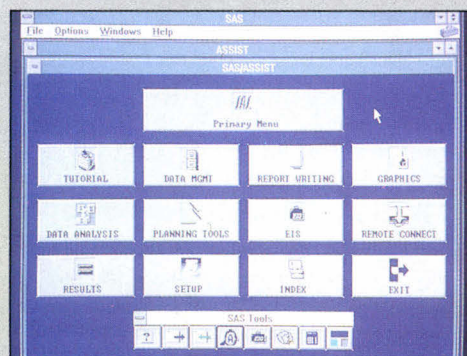 SAS
File Options Windows Help
ASSIST
SAS/ASSIST
SAS
Primary Menu
TUTORIAL DATA MGMT REPORT WRITING GRAPHICS
DATA ANALYSIS PLANNING TOOLS EIS REMOTE CONNECT
RESULTS SETUP INDEX EXIT
SAS Tools
?